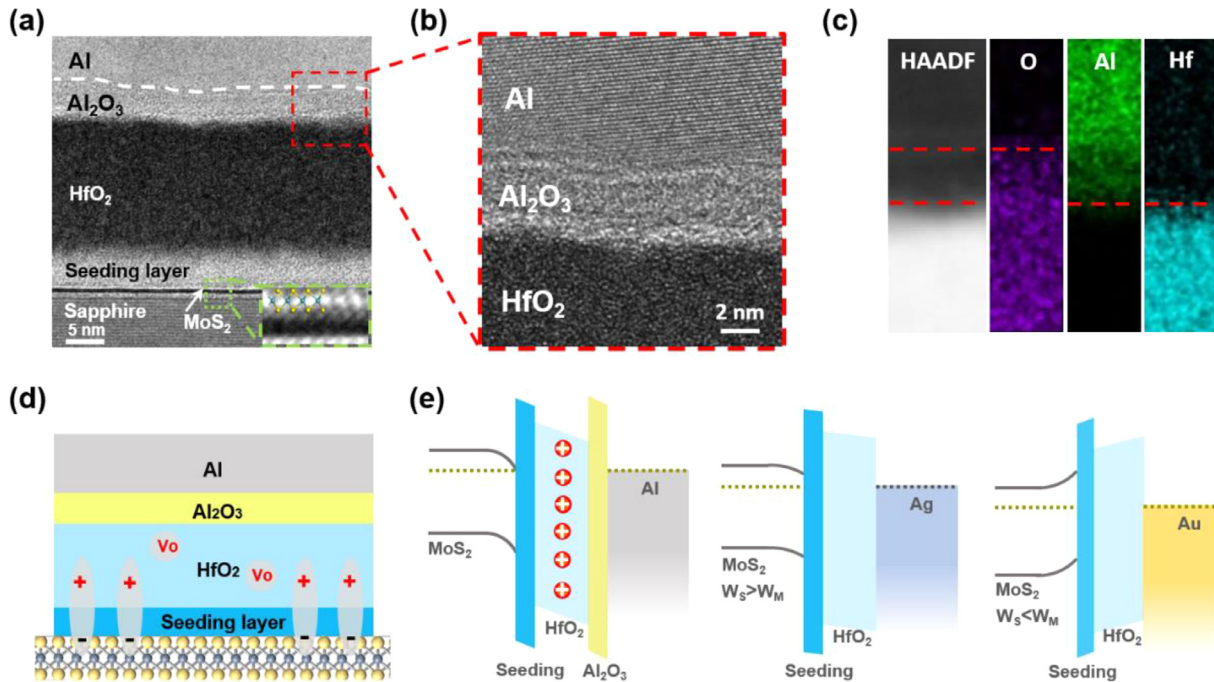 (a)
Al
Al₂O₃
HfO₂
Seeding layer
Sapphire
5 nm
MoS₂
(b)
Al
Al₂O₃
HfO₂
2 nm
(c)
HAADF
O
Al
Hf
(d)
Al
Al₂O₃
Vo
HfO₂
Vo
+ + + +
Seeding layer
- - - -
(e)
MoS₂
+
+
+
+
+
+
HfO₂
Seeding
Al₂O₃
Al
MoS₂
Wₛ>Wᴍ
HfO₂
Seeding
Ag
MoS₂
Wₛ<Wᴍ
HfO₂
Seeding
Au